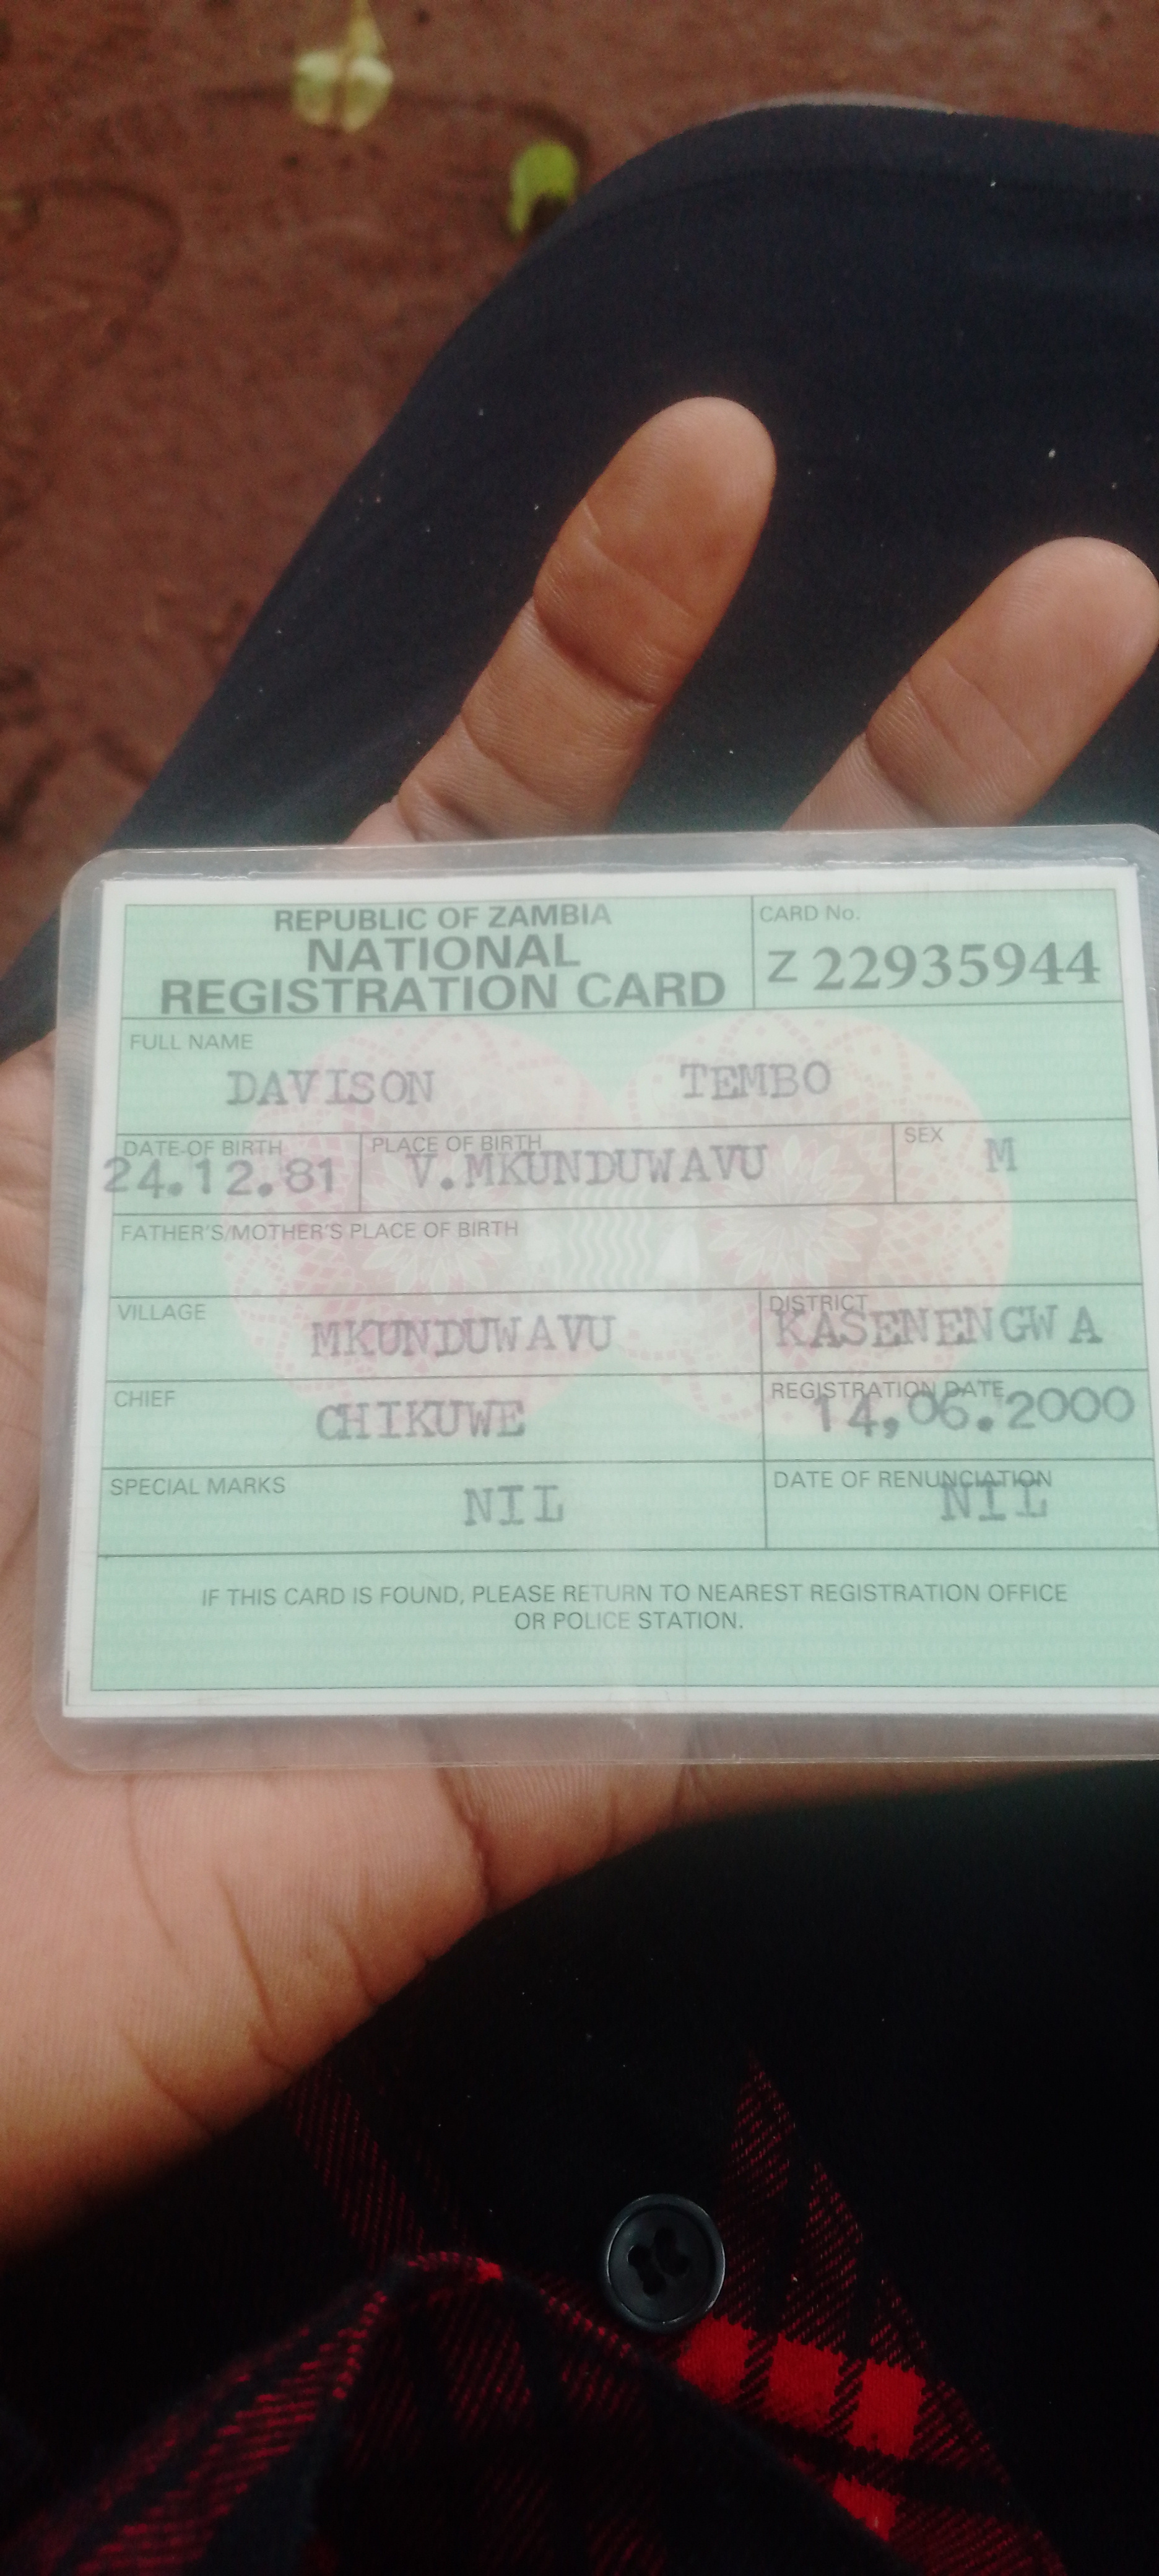 REPUBLIC OF ZAMBIA
NATIONAL
REGISTRATION CARD
CARD No.
Z 22935944
FULL NAME
DAVISON TEMBO
DATE OF BIRTH
24.12.81
PLACE OF BIRTH
V.MKUNDUWAVU
SEX
M
FATHER'S/MOTHER'S PLACE OF BIRTH
VILLAGE
MKUNDUWAVU
DISTRICT
KASENENGWA
CHIEF
CHIKUWE
REGISTRATION DATE
14,06.2000
SPECIAL MARKS
NIL
DATE OF RENUNCIATION
NIL
IF THIS CARD IS FOUND, PLEASE RETURN TO NEAREST REGISTRATION OFFICE
OR POLICE STATION.